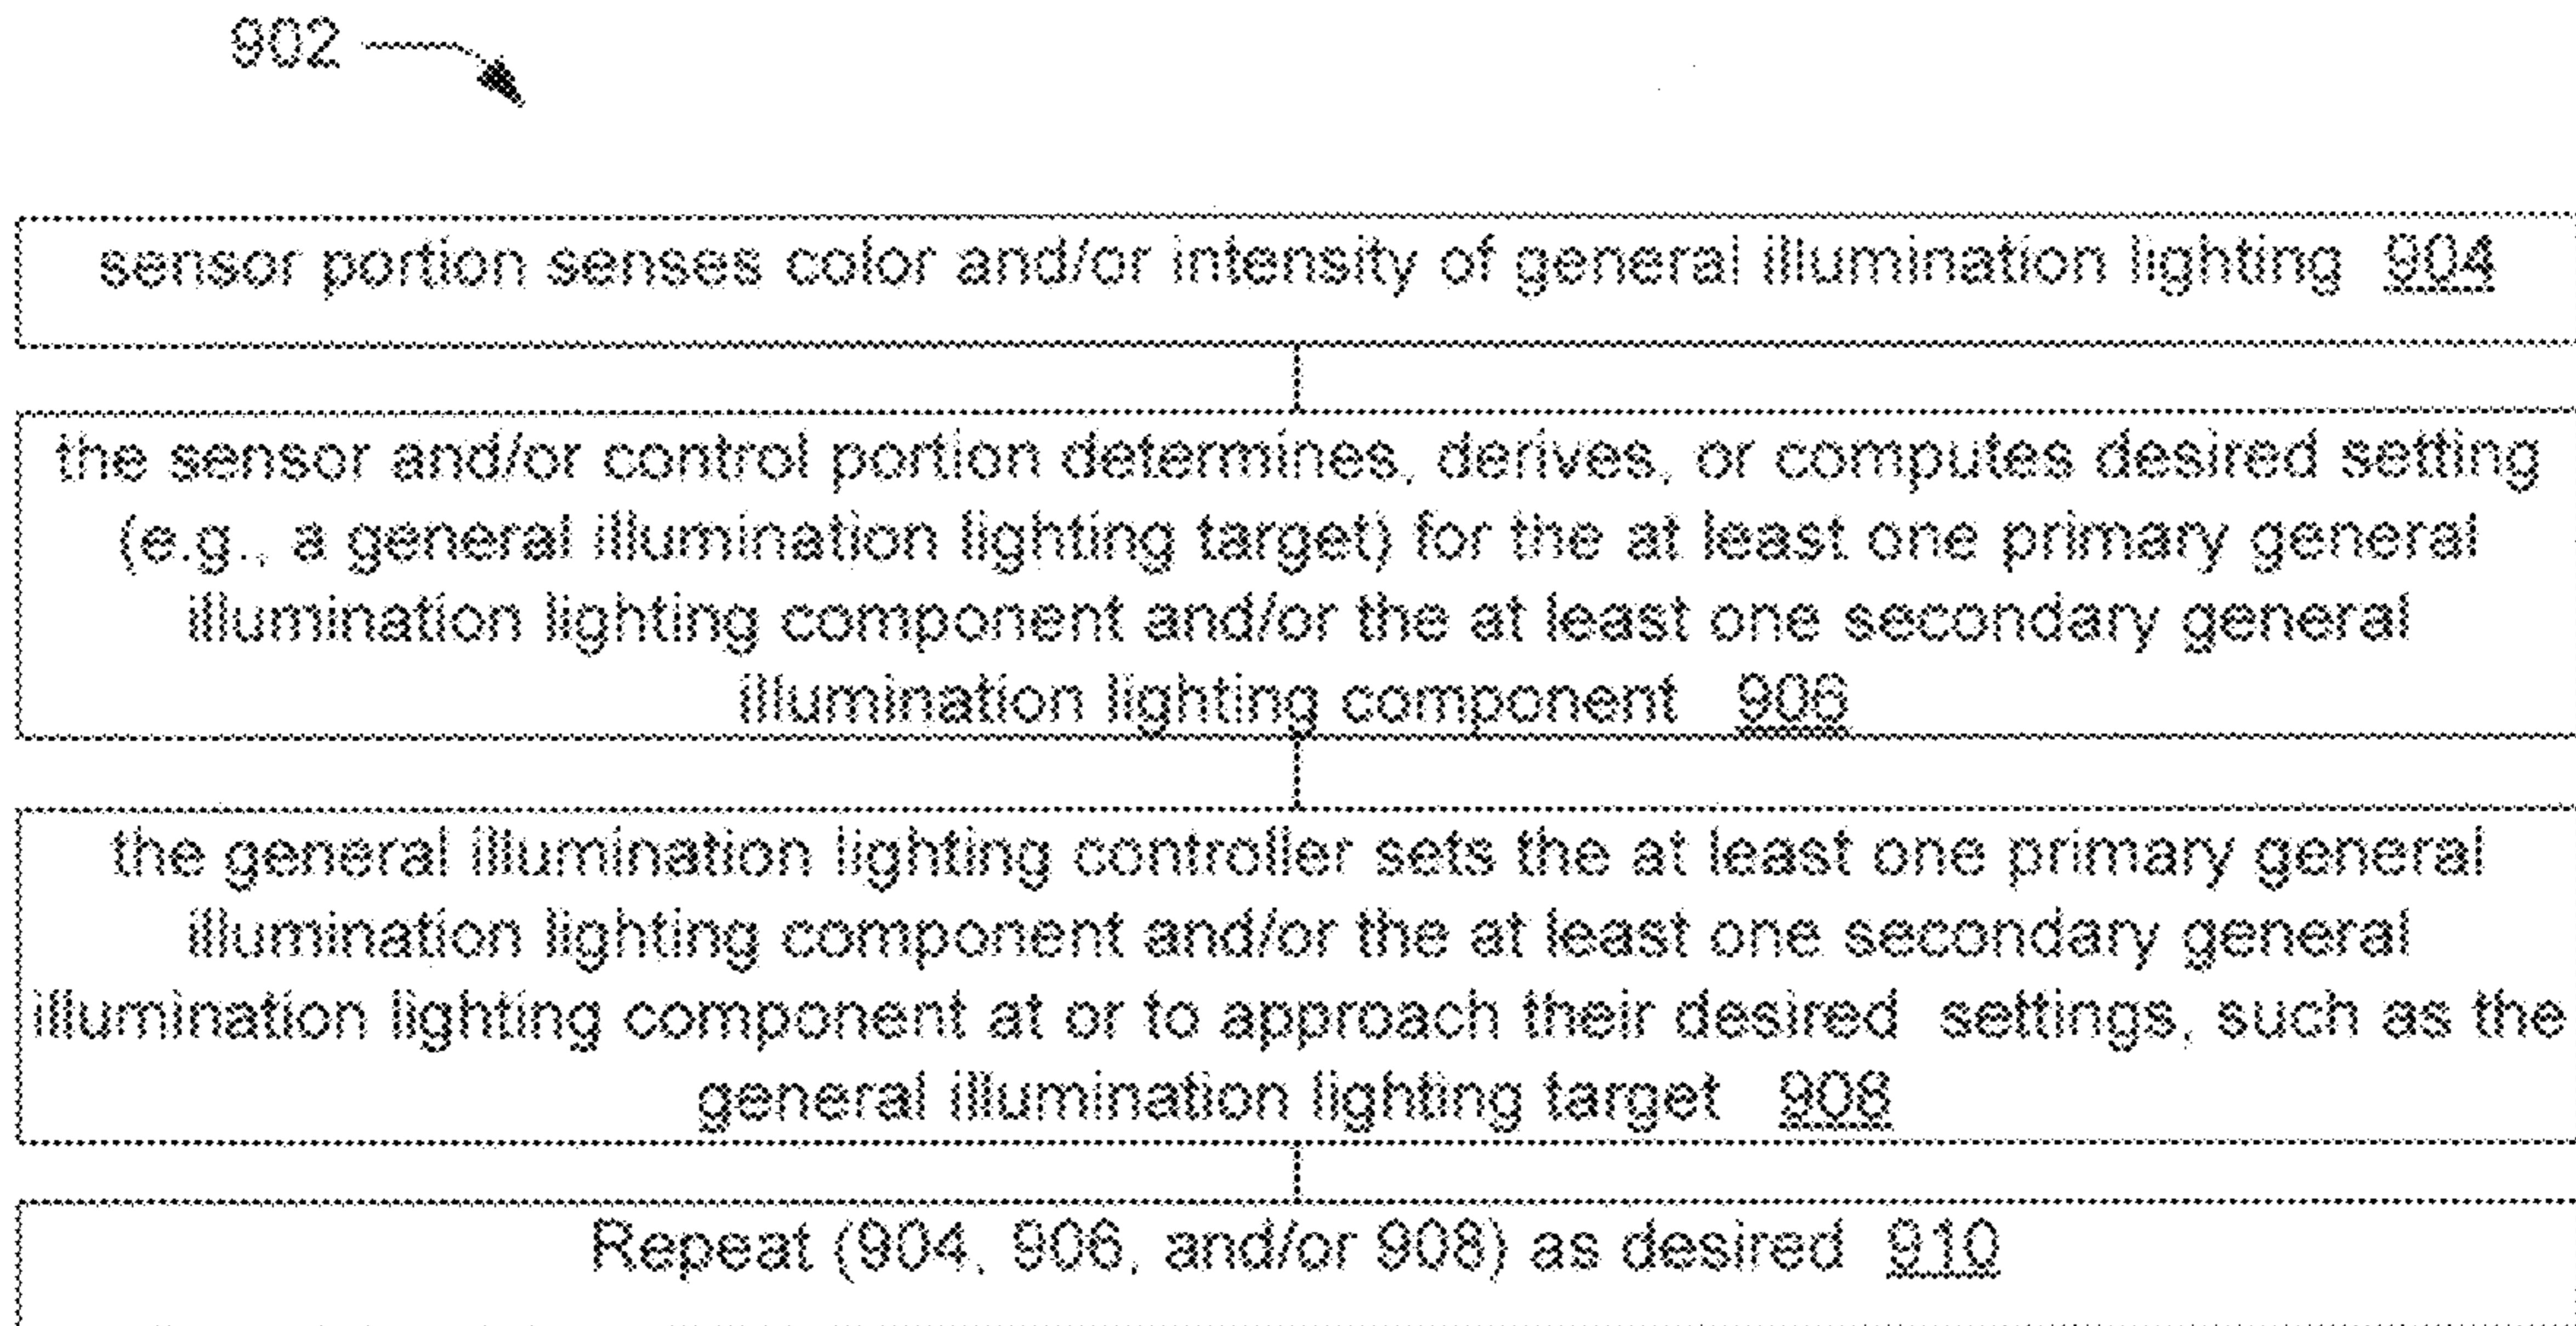 902
sensor portion senses color and/or intensity of general illumination lighting 904
the sensor and/or control portion determines, derives, or computes desired setting
(e.g., a general illumination lighting target) for the at least one primary general
illumination lighting component and/or the at least one secondary general
illumination lighting component 906
the general illumination lighting controller sets the at least one primary general
illumination lighting component and/or the at least one secondary general
illumination lighting component at or to approach their desired settings, such as the
general illumination lighting target 908
Repeat (904, 906, and/or 908) as desired 910